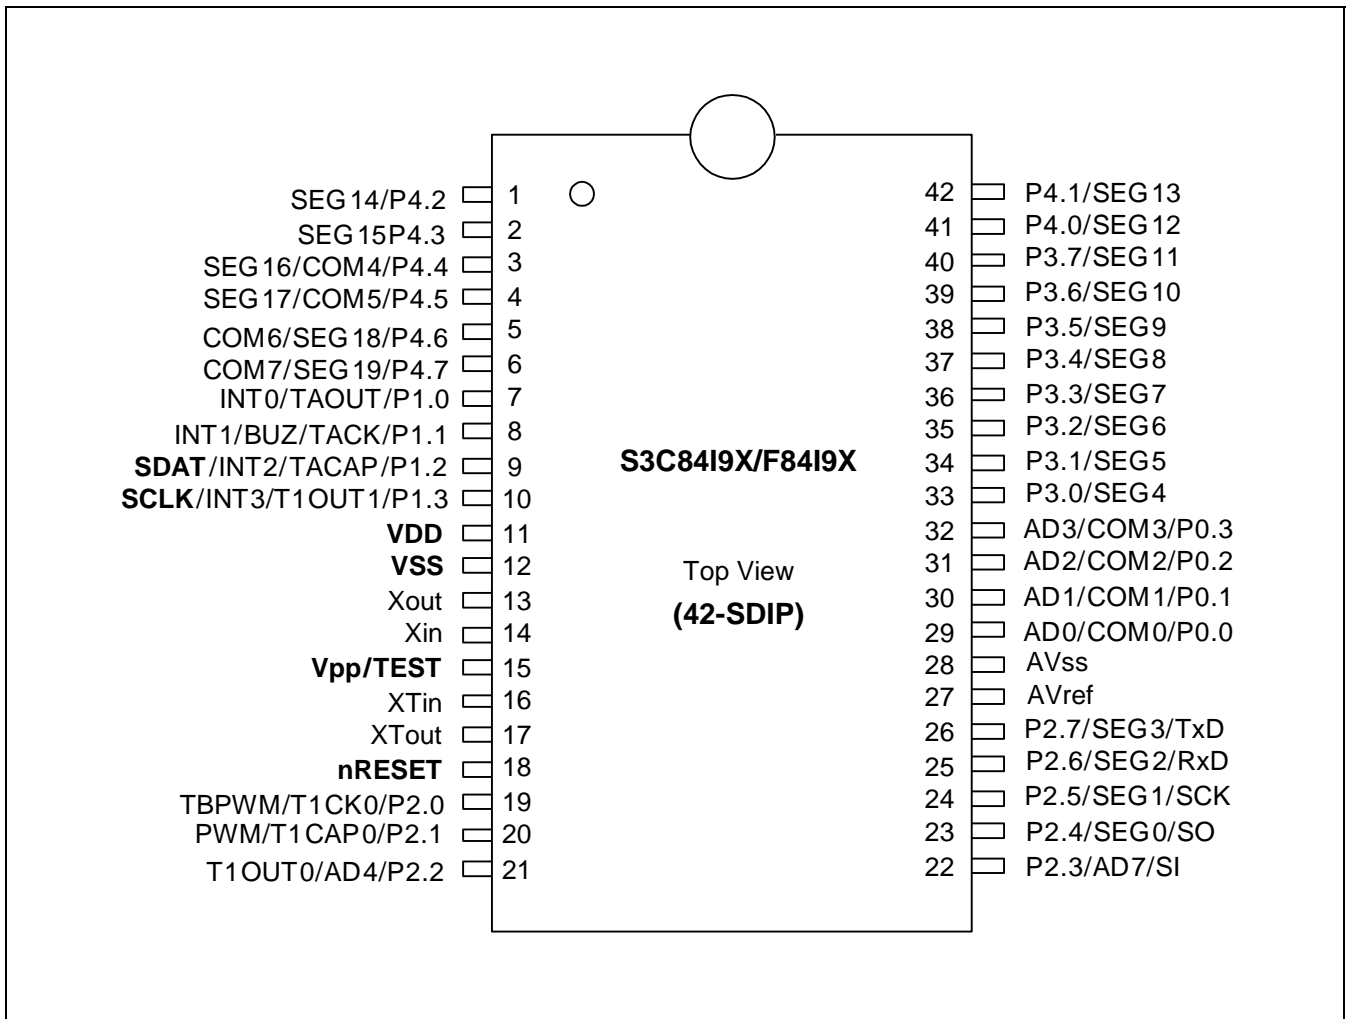 SEG14/P4.2 1
SEG15P4.3 2
SEG16/COM4/P4.4 3
SEG17/COM5/P4.5 4
COM6/SEG18/P4.6 5
COM7/SEG19/P4.7 6
INT0/TAOUT/P1.0 7
INT1/BUZ/TACK/P1.1 8
SDAT/INT2/TACAP/P1.2 9
SCLK/INT3/T1OUT1/P1.3 10
VDD 11
VSS 12
Xout 13
Xin 14
Vpp/TEST 15
XTin 16
XTout 17
nRESET 18
TBPWM/T1CK0/P2.0 19
PWM/T1CAP0/P2.1 20
T1OUT0/AD4/P2.2 21
S3C84I9X/F84I9X
Top View
(42-SDIP)
42 P4.1/SEG13
41 P4.0/SEG12
40 P3.7/SEG11
39 P3.6/SEG10
38 P3.5/SEG9
37 P3.4/SEG8
36 P3.3/SEG7
35 P3.2/SEG6
34 P3.1/SEG5
33 P3.0/SEG4
32 AD3/COM3/P0.3
31 AD2/COM2/P0.2
30 AD1/COM1/P0.1
29 AD0/COM0/P0.0
28 AVss
27 AVref
26 P2.7/SEG3/TxD
25 P2.6/SEG2/RxD
24 P2.5/SEG1/SCK
23 P2.4/SEG0/SO
22 P2.3/AD7/SI